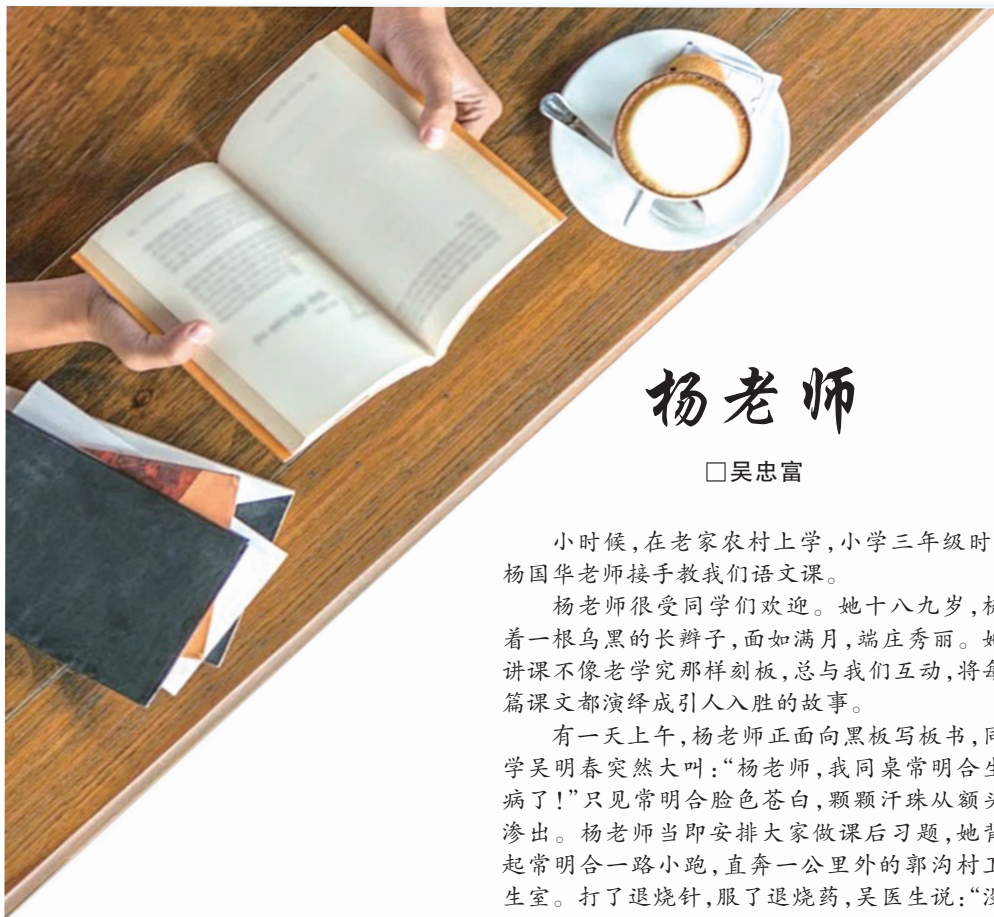 杨老师
□吴忠富
小时候,在老家农村上学,小学三年级时
杨国华老师接手教我们语文课。
杨老师很受同学们欢迎。她十八九岁,
着一根乌黑的长辫子,面如满月,端庄秀丽。她
讲课不像老学究那样刻板,总与我们互动,将每
篇课文都演绎成引人入胜的故事。
有一天上午,杨老师正面向黑板写板书,同
学吴明春突然大叫:“杨老师,我同桌常明合生
病了!”只见常明合脸色苍白,颗颗汗珠从额头
渗出。杨老师当即安排大家做课后习题,她背
起常明合一路小跑,直奔一公里外的郭沟村卫
生室。打了退烧针,服了退烧药,吴医生说:“没